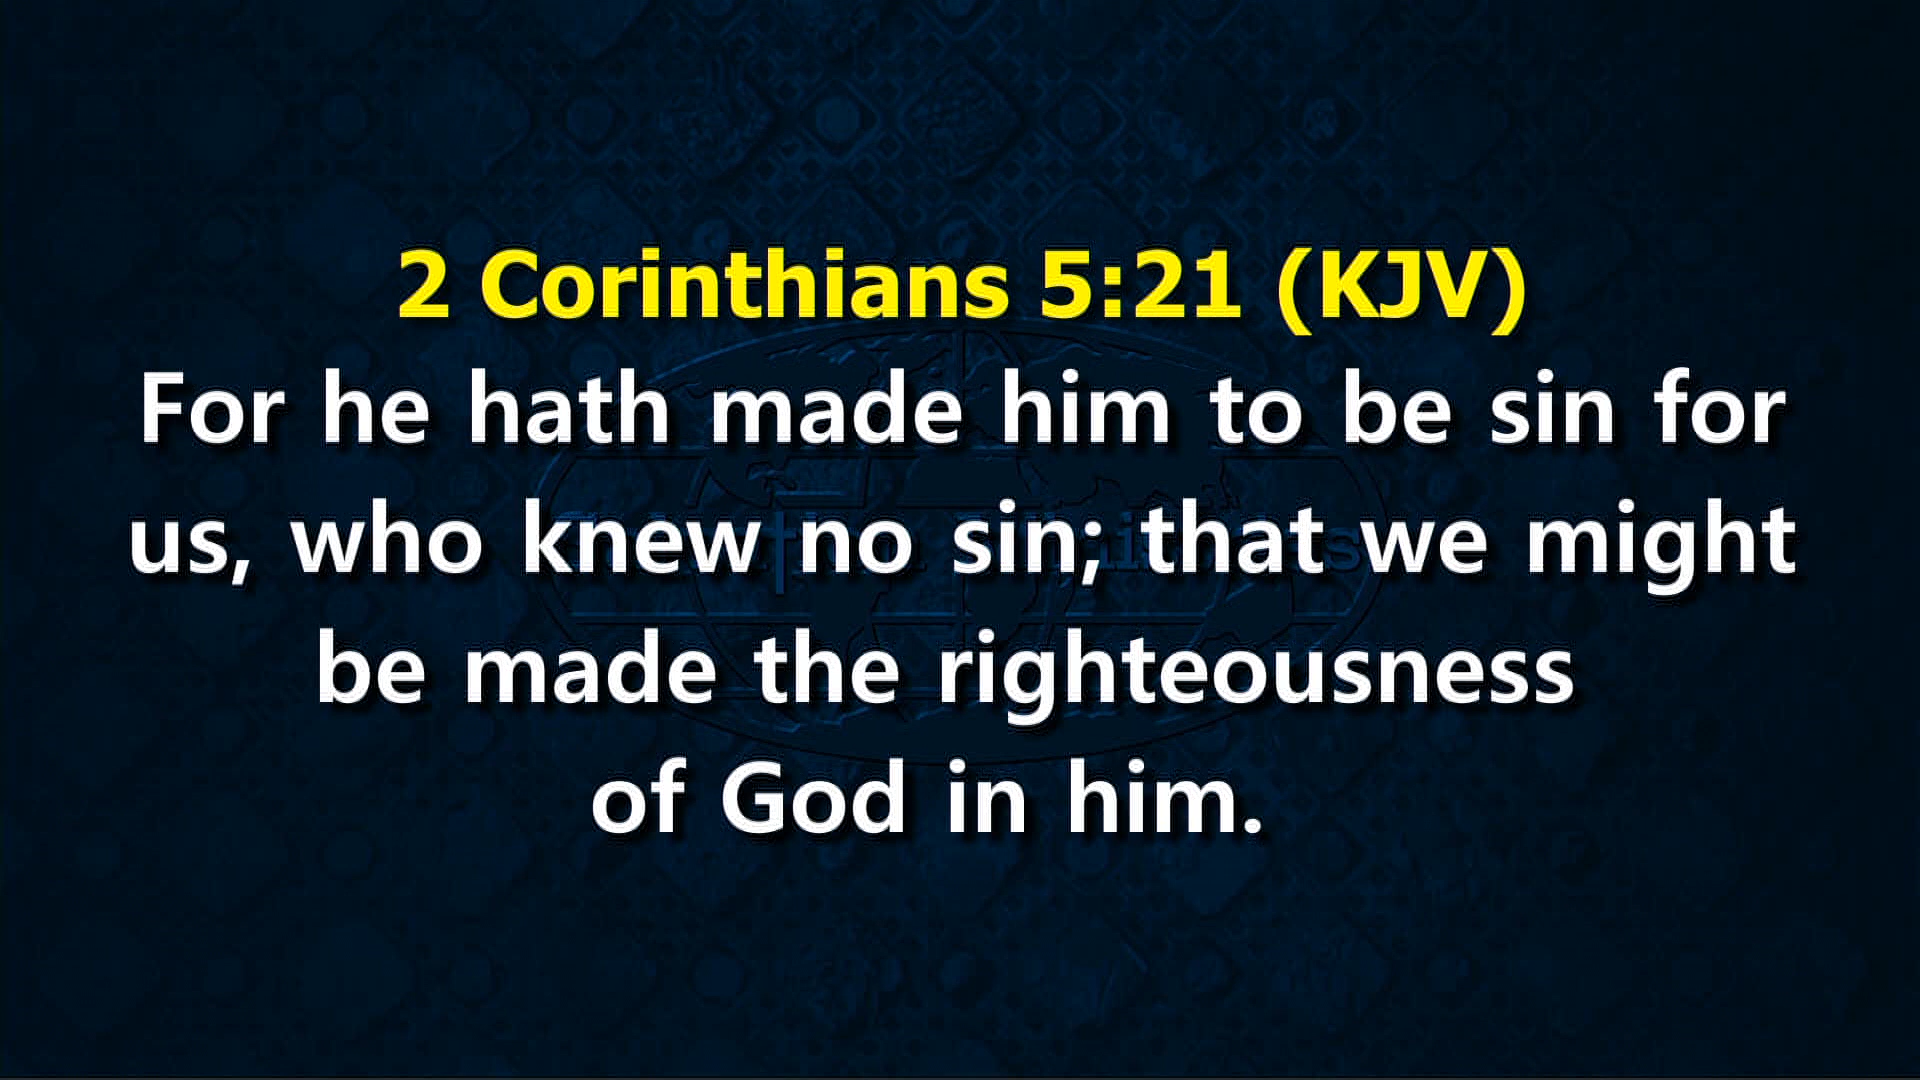 2 Corinthians 5:21 (KJV)
For he hath made him to be sin for
us, who knew no sin; that we might
be made the righteousness
of God in him.